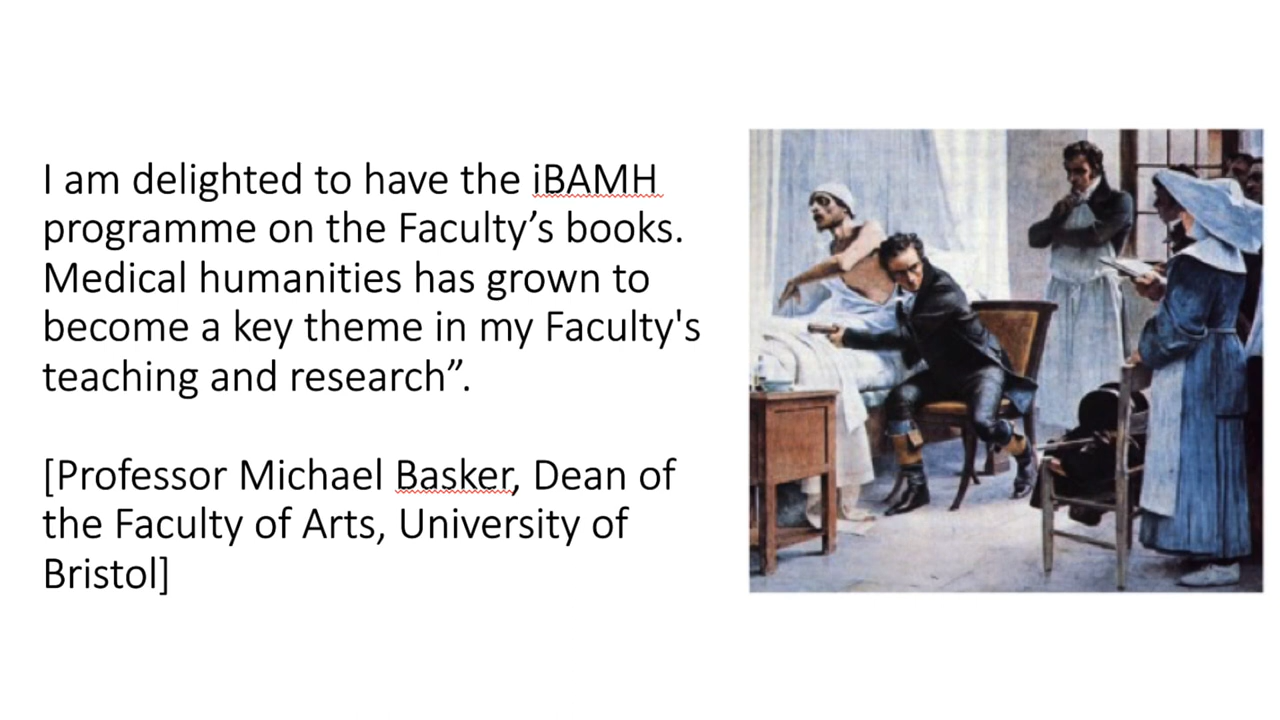 I am delighted to have the iBAMH
programme on the Faculty’s books.
Medical humanities has grown to
become a key theme in my Faculty's
teaching and research”.
[Professor Michael Basker, Dean of
the Faculty of Arts, University of
Bristol]